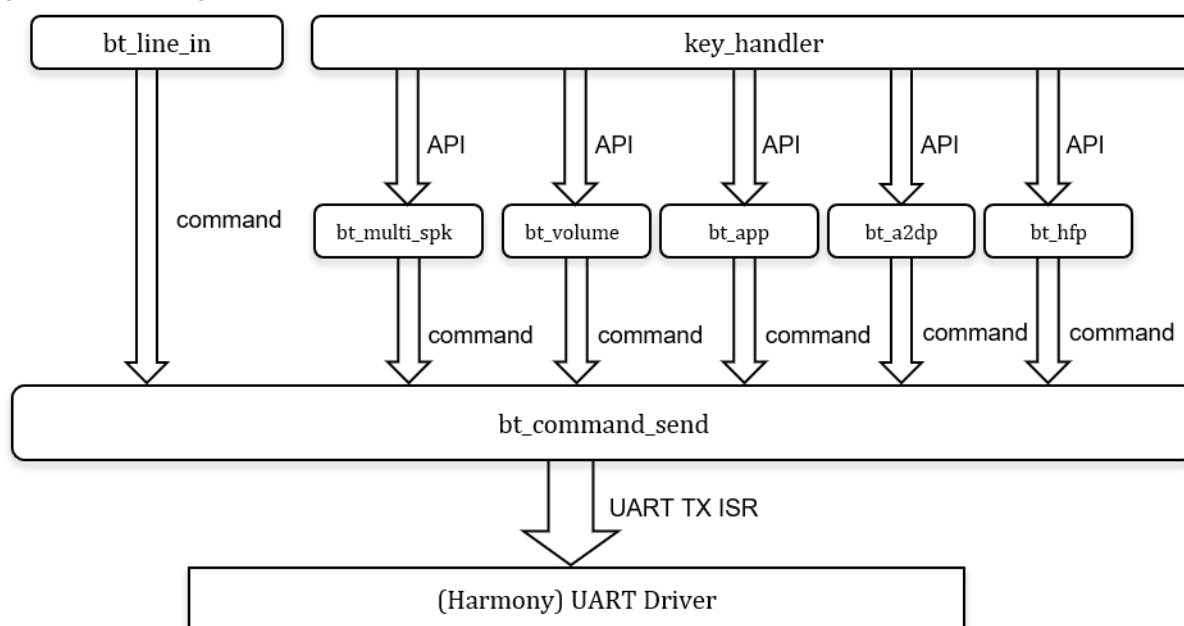 bt_line_in
key_handler
API
API
API
API
API
command
bt_multi_spk
bt_volume
bt_app
bt_a2dp
bt_hfp
command
command
command
command
command
bt_command_send
UART TX ISR
(Harmony) UART Driver